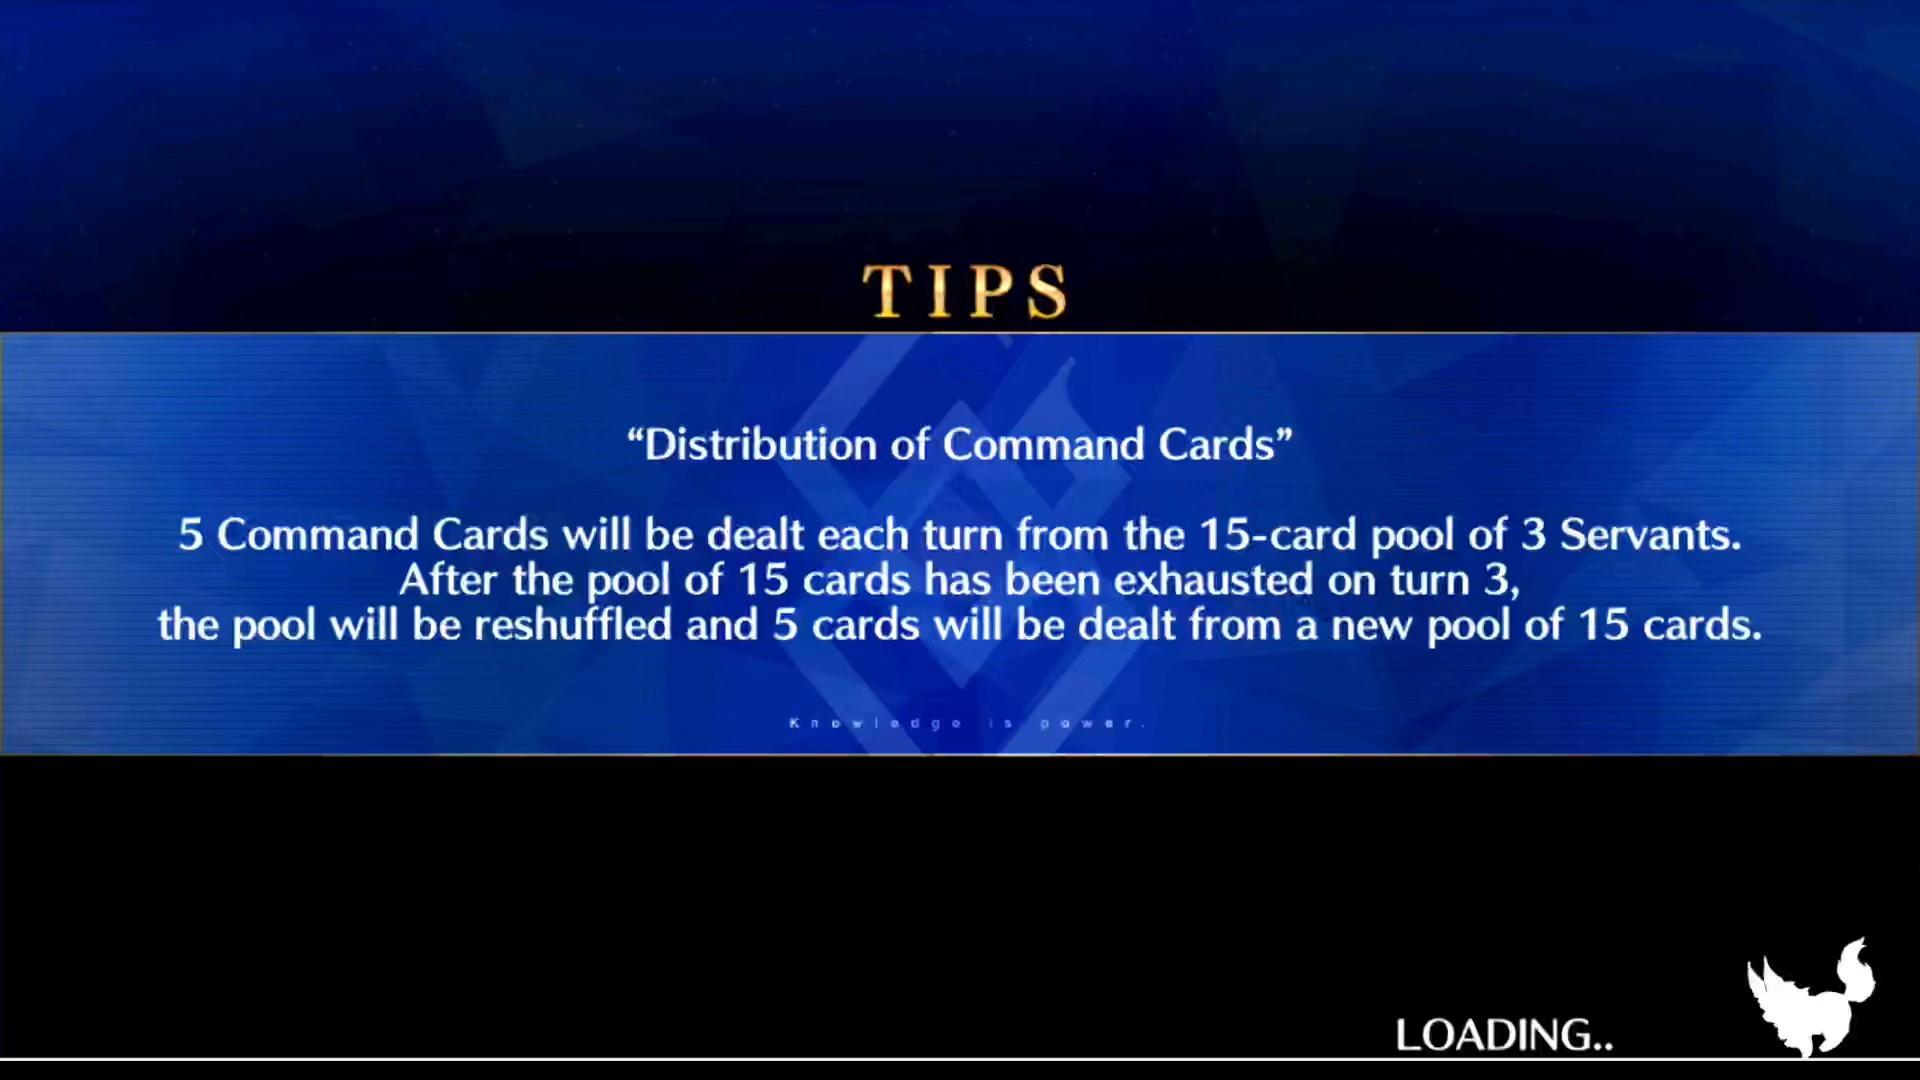 TIPS
“Distribution of Command Cards”
5 Command Cards will be dealt each turn from the 15-card pool of 3 Servants.
After the pool of 15 cards has been exhausted on turn 3,
the pool will be reshuffled and 5 cards will be dealt from a new pool of 15 cards.
Knowledge is power.
LOADING..